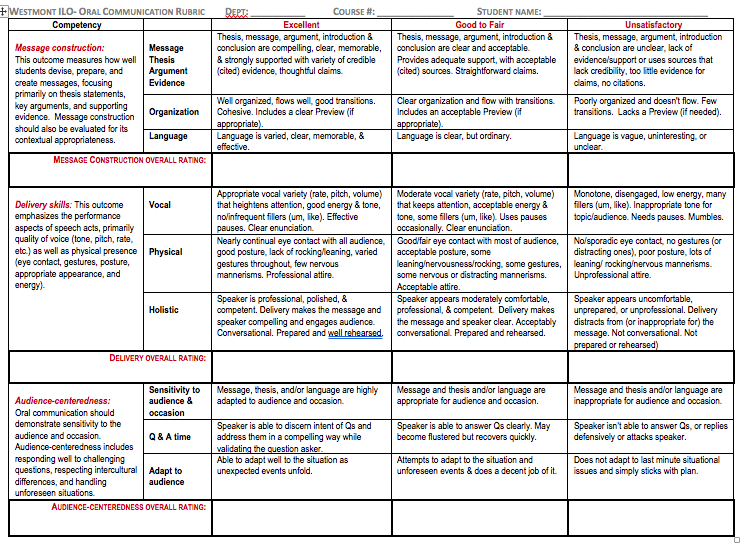 WESTMONT ILO- ORAL COMMUNICATION RUBRIC DEPT: COURSE #: STUDENT NAME:
Competency Excellent Good to Fair Unsatisfactory
Message construction:
This outcome measures how well
students devise, prepare, and
create messages, focusing
primarily on thesis statements,
key arguments, and supporting
evidence. Message construction
should also be evaluated for its
contextual appropriateness.
Message
Thesis
Argument
Evidence
Thesis, message, argument, introduction &
conclusion are compelling, clear, memorable,
& strongly supported with variety of credible
(cited) evidence, thoughtful claims.
Thesis, message, argument, introduction &
conclusion are clear and acceptable.
Provides adequate support, with acceptable
(cited) sources. Straightforward claims.
Thesis, message, argument, introduction
& conclusion are unclear, lack of
evidence/support or uses sources that
lack credibility, too little evidence for
claims, no citations.
Organization
Well organized, flows well, good transitions.
Cohesive. Includes a clear Preview (if
appropriate).
Clear organization and flow with transitions.
Includes an acceptable Preview (if
appropriate).
Poorly organized and doesn't flow. Few
transitions. Lacks a Preview (if needed).
Language
Language is varied, clear, memorable, &
effective.
Language is clear, but ordinary.
Language is vague, uninteresting, or
unclear.
MESSAGE CONSTRUCTION OVERALL RATING:
Delivery skills: This outcome
emphasizes the performance
aspects of speech acts, primarily
quality of voice (tone, pitch, rate,
etc.) as well as physical presence
(eye contact, gestures, posture,
appropriate appearance, and
energy).
Vocal
Appropriate vocal variety (rate, pitch, volume)
that heightens attention, good energy & tone,
no/infrequent fillers (um, like). Effective
pauses. Clear enunciation.
Moderate vocal variety (rate, pitch, volume)
that keeps attention, acceptable energy &
tone, some fillers (um, like). Uses pauses
occasionally. Clear enunciation.
Monotone, disengaged, low energy, many
fillers (um, like). Inappropriate tone for
topic/audience. Needs pauses. Mumbles.
Physical
Nearly continual eye contact with all audience,
good posture, lack of rocking/leaning, varied
gestures throughout, few nervous
mannerisms. Professional attire.
Good/fair eye contact with most of audience,
acceptable posture, some
leaning/nervousness/rocking, some gestures,
some nervous or distracting mannerisms.
Acceptable attire.
No/sporadic eye contact, no gestures (or
distracting ones), poor posture, lots of
leaning/ rocking/nervous mannerisms.
Unprofessional attire.
Holistic
Speaker is professional, polished, &
competent. Delivery makes the message and
speaker compelling and engages audience.
Conversational. Prepared and well rehearsed.
Speaker appears moderately comfortable,
professional, & competent. Delivery makes
the message and speaker clear. Acceptably
conversational. Prepared and rehearsed.
Speaker appears uncomfortable,
unprepared, or unprofessional. Delivery
distracts from (or inappropriate for) the
message. Not conversational. Not
prepared or rehearsed)
DELIVERY OVERALL RATING:
Audience-centeredness:
Oral communication should
demonstrate sensitivity to the
audience and occasion.
Audience-centeredness includes
responding well to challenging
questions, respecting intercultural
differences, and handling
unforeseen situations.
Sensitivity to
audience &
occasion
Message, thesis, and/or language are highly
adapted to audience and occasion.
Message and thesis and/or language are
appropriate for audience and occasion.
Message and thesis and/or language are
inappropriate for audience and occasion.
Q & A time
Speaker is able to discern intent of Qs and
address them in a compelling way while
validating the question asker.
Speaker is able to answer Qs clearly. May
become flustered but recovers quickly.
Speaker isn't able to answer Qs, or replies
defensively or attacks speaker.
Adapt to
audience
Able to adapt well to the situation as
unexpected events unfold.
Attempts to adapt to the situation and
unforeseen events & does a decent job of it.
Does not adapt to last minute situational
issues and simply sticks with plan.
AUDIENCE-CENTEREDNESS OVERALL RATING: